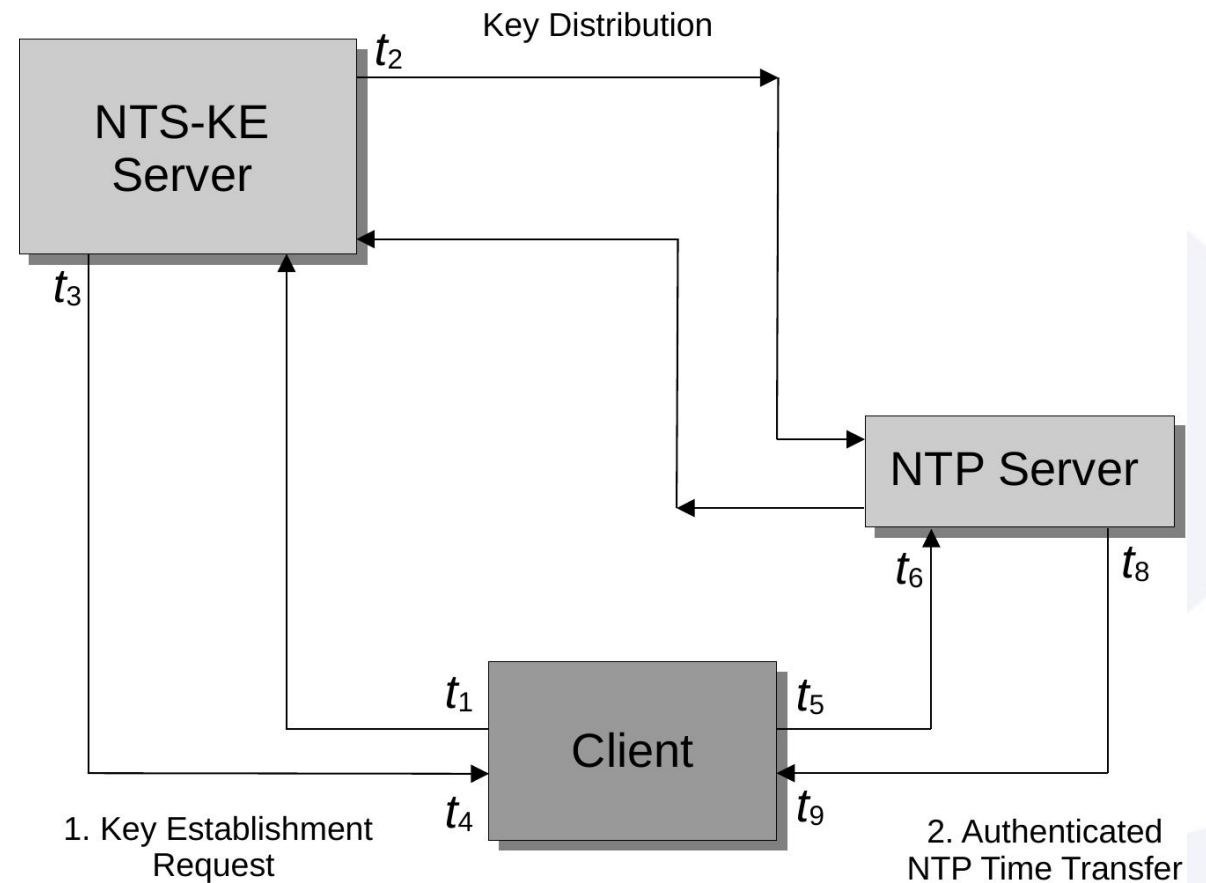 Key Distribution
t2
NTS-KE
Server
t3
NTP Server
t6
t8
t1
t5
Client
t4
t9
1. Key Establishment
Request
2. Authenticated
NTP Time Transfer